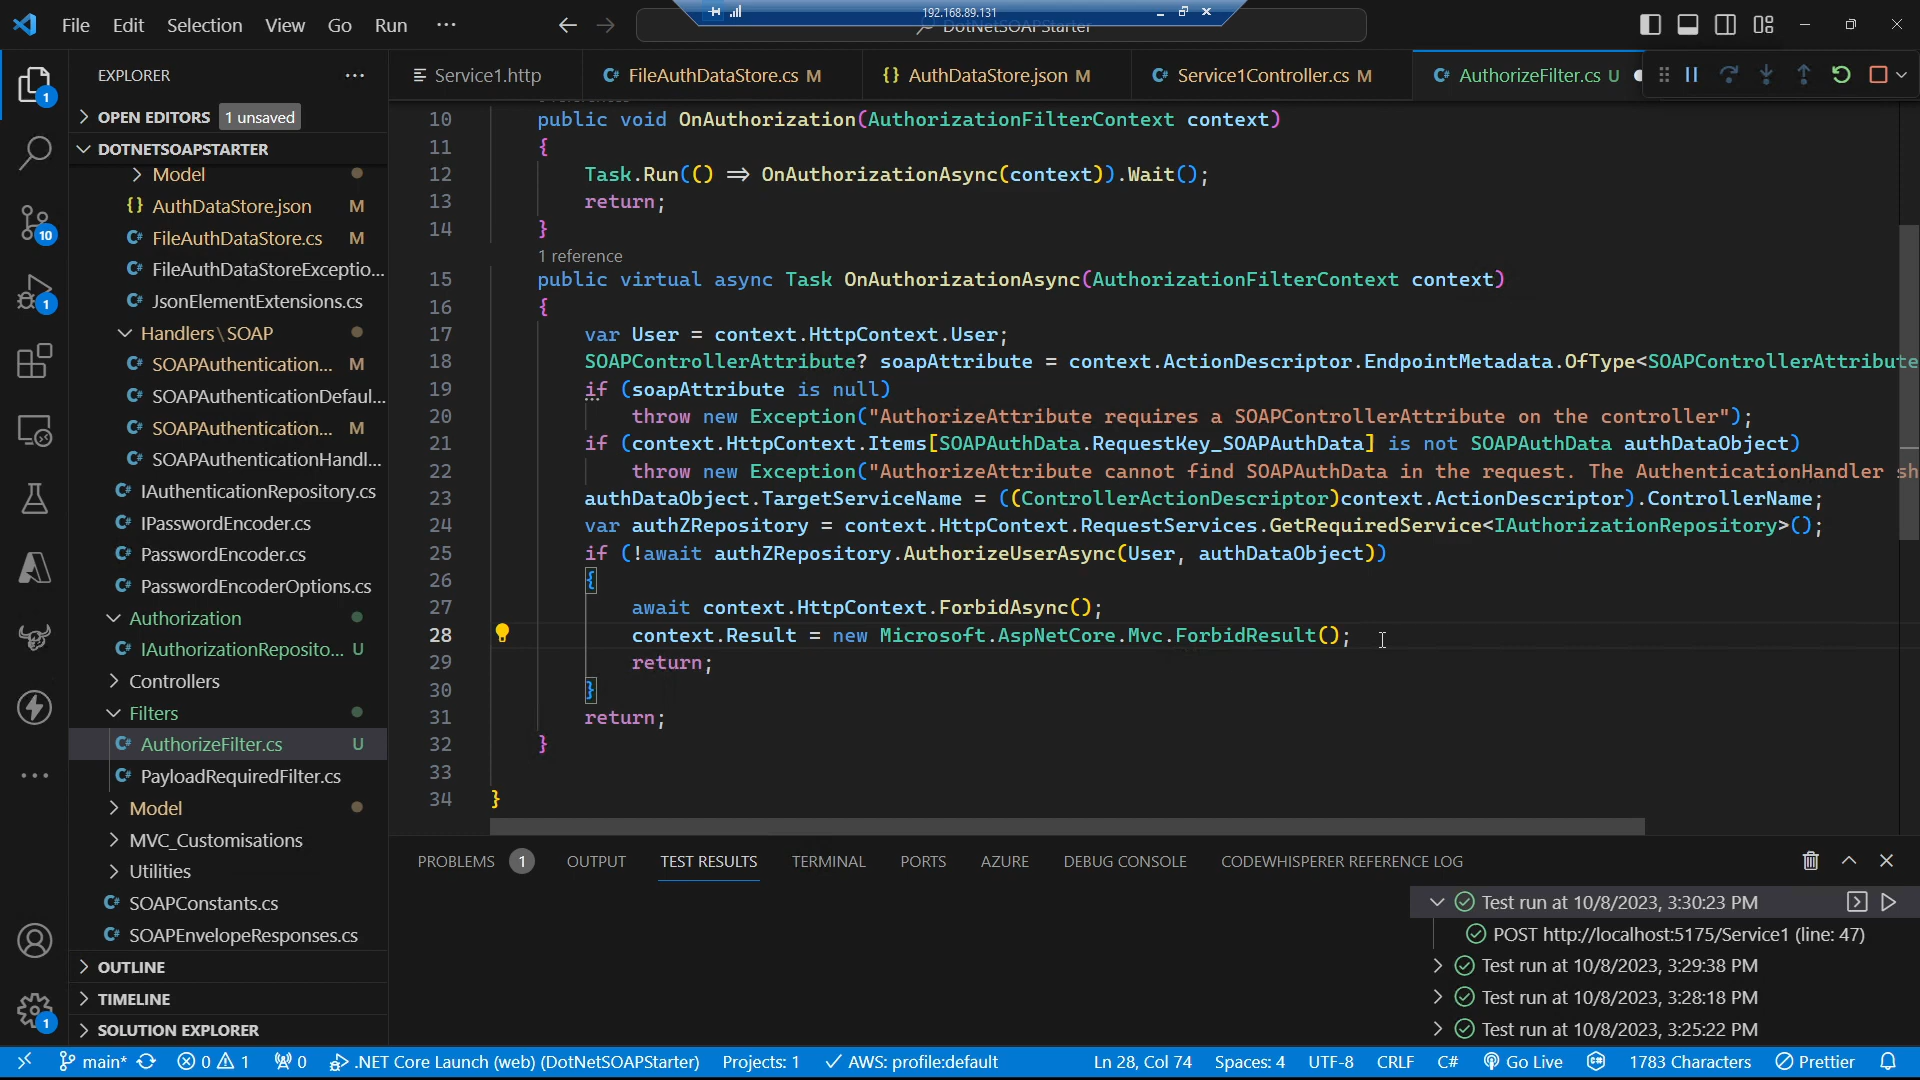 File Edit Selection View Go Run ···
192.168.89.131
DotNetSOAPStarter
EXPLORER
OPEN EDITORS 1 unsaved
DOTNETSOAPSTARTER
Model
{} AuthDataStore.json M
C# FileAuthDataStore.cs M
C# FileAuthDataStoreExceptio...
C# JsonElementExtensions.cs
Handlers\SOAP
C# SOAPAuthentication... M
C# SOAPAuthenticationDefaul...
C# SOAPAuthentication... M
C# SOAPAuthenticationHandl...
C# IAuthenticationRepository.cs
C# IPasswordEncoder.cs
C# PasswordEncoder.cs
C# PasswordEncoderOptions.cs
Authorization
C# IAuthorizationReposito... U
Controllers
Filters
C# AuthorizeFilter.cs U
C# PayloadRequiredFilter.cs
Model
MVC_Customisations
Utilities
C# SOAPConstants.cs
C# SOAPEnvelopeResponses.cs
OUTLINE
TIMELINE
SOLUTION EXPLORER
1
10
1
1
Service1.http C# FileAuthDataStore.cs M {} AuthDataStore.json M C# Service1Controller.cs M C# AuthorizeFilter.cs U
10 public void OnAuthorization(AuthorizationFilterContext context)
11 {
12 Task.Run(() => OnAuthorizationAsync(context)).Wait();
13 return;
14 }
1 reference
15 public virtual async Task OnAuthorizationAsync(AuthorizationFilterContext context)
16 {
17 var User = context.HttpContext.User;
18 SOAPControllerAttribute? soapAttribute = context.ActionDescriptor.EndpointMetadata.OfType<SOAPControllerAttribute
19 if (soapAttribute is null)
20 throw new Exception("AuthorizeAttribute requires a SOAPControllerAttribute on the controller");
21 if (context.HttpContext.Items[SOAPAuthData.RequestKey_SOAPAuthData] is not SOAPAuthData authDataObject)
22 throw new Exception("AuthorizeAttribute cannot find SOAPAuthData in the request. The AuthenticationHandler sh
23 authDataObject.TargetServiceName = ((ControllerActionDescriptor)context.ActionDescriptor).ControllerName;
24 var authZRepository = context.HttpContext.RequestServices.GetRequiredService<IAuthorizationRepository>();
25 if (!await authZRepository.AuthorizeUserAsync(User, authDataObject))
26 {
27 await context.HttpContext.ForbidAsync();
28 context.Result = new Microsoft.AspNetCore.Mvc.ForbidResult();
29 return;
30 }
31 return;
32 }
33
34 }
PROBLEMS 1 OUTPUT TEST RESULTS TERMINAL PORTS AZURE DEBUG CONSOLE CODEWHISPERER REFERENCE LOG
Test run at 10/8/2023, 3:30:23 PM
POST http://localhost:5175/Service1 (line: 47)
Test run at 10/8/2023, 3:29:38 PM
Test run at 10/8/2023, 3:28:18 PM
Test run at 10/8/2023, 3:25:22 PM
main* 0 1 0 .NET Core Launch (web) (DotNetSOAPStarter) Projects: 1 AWS: profile:default Ln 28, Col 74 Spaces: 4 UTF-8 CRLF C# Go Live 1783 Characters Prettier